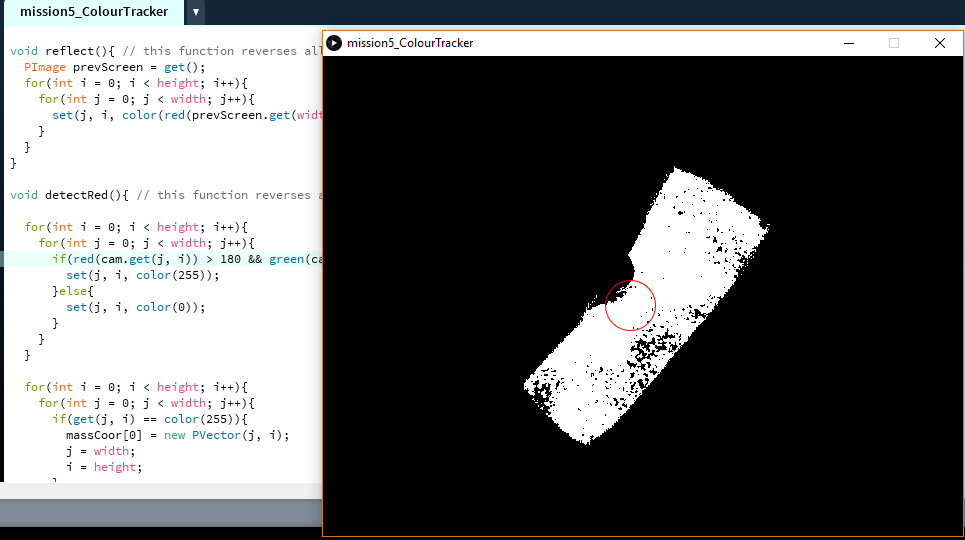 mission5_ColourTracker
mission5_ColourTracker
void reflect(){ // this function reverses all
PImage prevScreen = get();
for(int i = 0; i < height; i++){
for(int j = 0; j < width; j++){
set(j, i, color(red(prevScreen.get(widt
}
}
}
void detectRed(){ // this function reverses a
for(int i = 0; i < height; i++){
for(int j = 0; j < width; j++){
if(red(cam.get(j, i)) > 180 && green(ca
set(j, i, color(255));
}else{
set(j, i, color(0));
}
}
}
for(int i = 0; i < height; i++){
for(int j = 0; j < width; j++){
if(get(j, i) == color(255)){
massCoor[0] = new PVector(j, i);
j = width;
i = height;
}